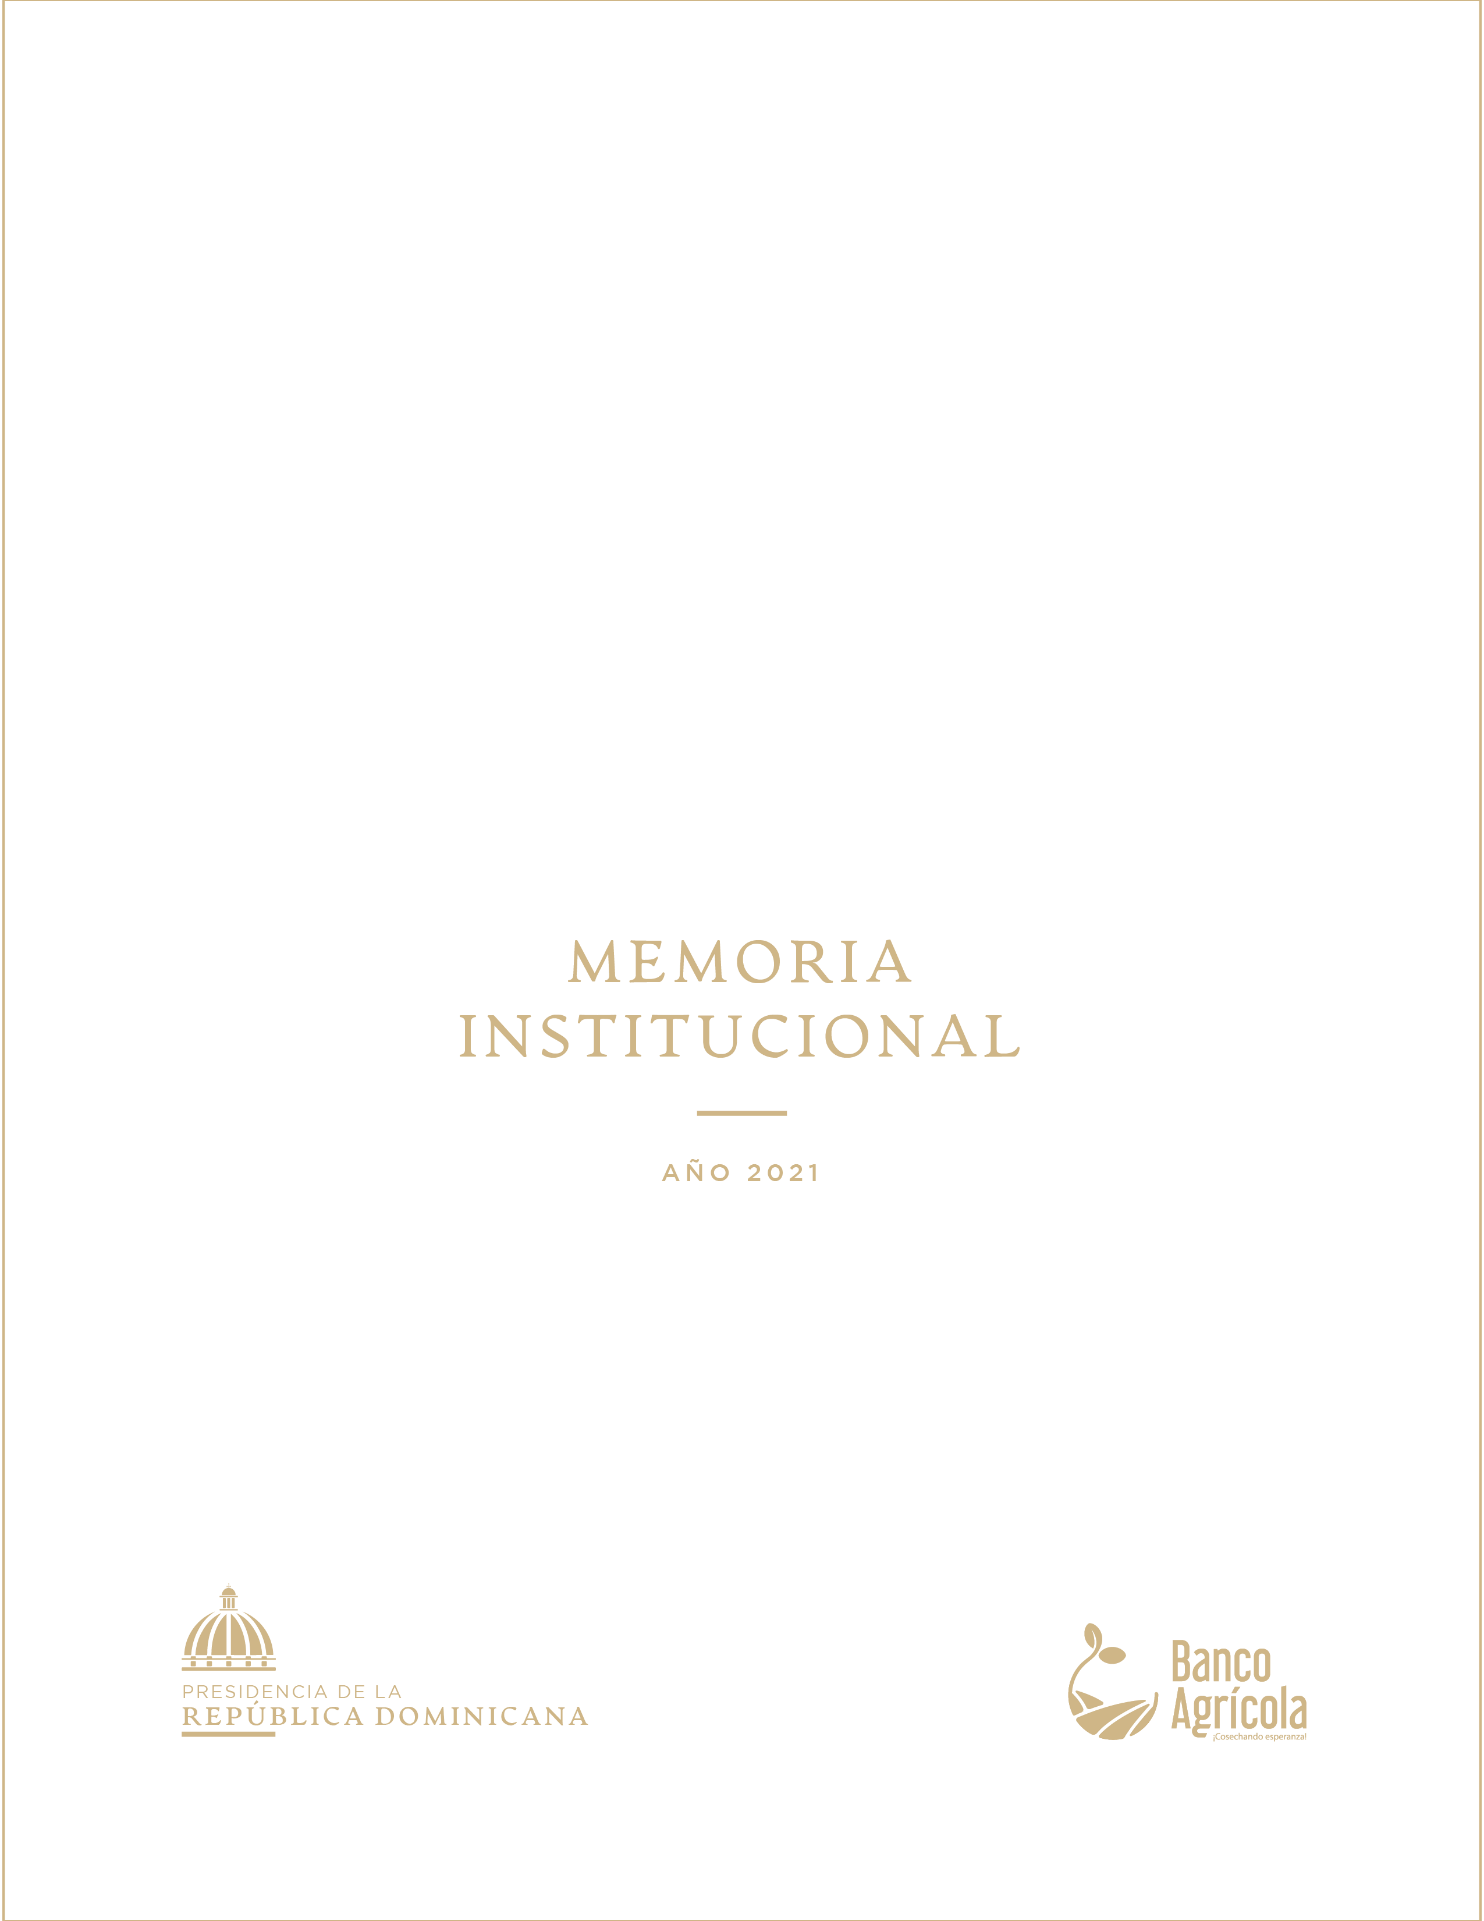 MEMORIA
INSTITUCIONAL
AÑO 2021
PRESIDENCIA DE LA
REPÚBLICA DOMINICANA
Banco
Agrícola
¡Cosechando esperanza!